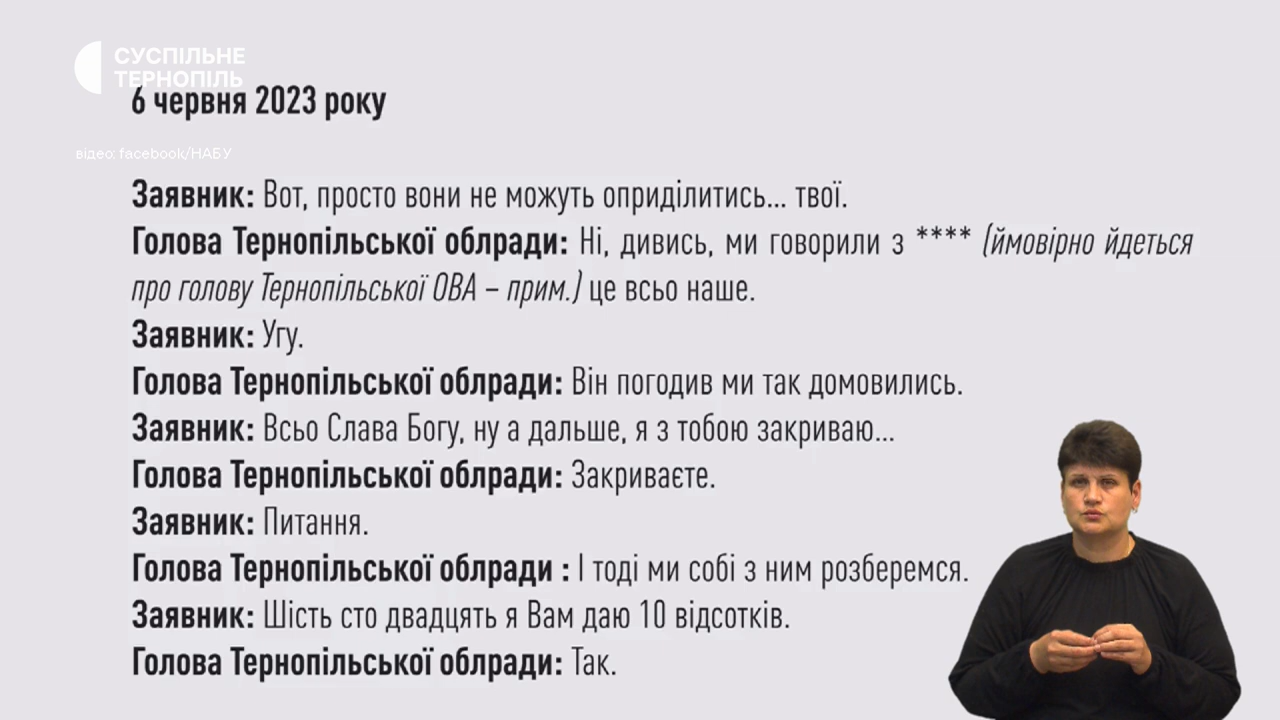 СУСПІЛЬНЕ
ТЕРНОПІЛЬ
6 червня 2023 року
відео: facebook/НАБУ
Заявник: Вот, просто вони не можуть оприділитись... твої.
Голова Тернопільської облради: Ні, дивись, ми говорили з **** (ймовірно йдеться
про голову Тернопільської ОВА – прим.) це всьо наше.
Заявник: Угу.
Голова Тернопільської облради: Він погодив ми так домовились.
Заявник: Всьо Слава Богу, ну а дальше, я з тобою закриваю...
Голова Тернопільської облради: Закриваєте.
Заявник: Питання.
Голова Тернопільської облради : І тоді ми собі з ним розберемся.
Заявник: Шість сто двадцять я Вам даю 10 відсотків.
Голова Тернопільської облради: Так.